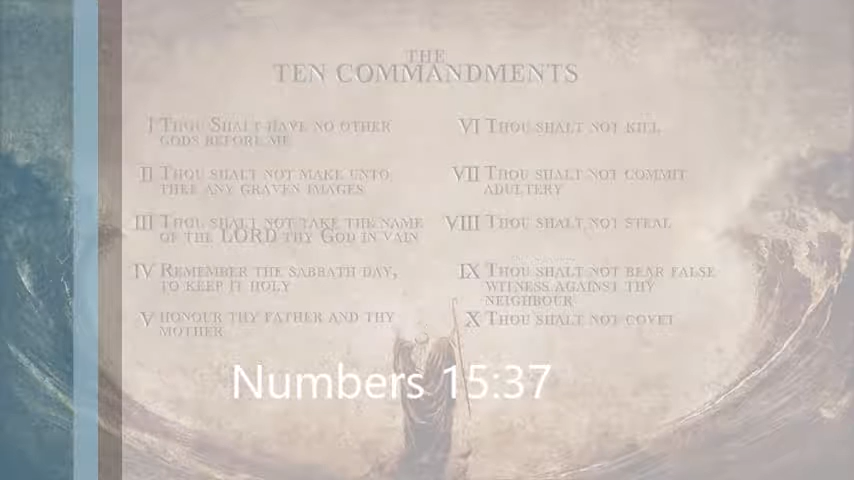 THE
TEN COMMANDMENTS
I THOU SHALT HAVE NO OTHER
GODS BEFORE ME
II THOU SHALT NOT MAKE UNTO
THEE ANY GRAVEN IMAGES
III THOU SHALT NOT TAKE THE NAME
OF THE LORD THY GOD IN VAIN
IV REMEMBER THE SABBATH DAY,
TO KEEP IT HOLY
V HONOUR THY FATHER AND THY
MOTHER
VI THOU SHALT NOT KILL
VII THOU SHALT NOT COMMIT
ADULTERY
VIII THOU SHALT NOT STEAL
IX THOU SHALT NOT BEAR FALSE
WITNESS AGAINST THY
NEIGHBOUR
X THOU SHALT NOT COVET
Numbers 15:37